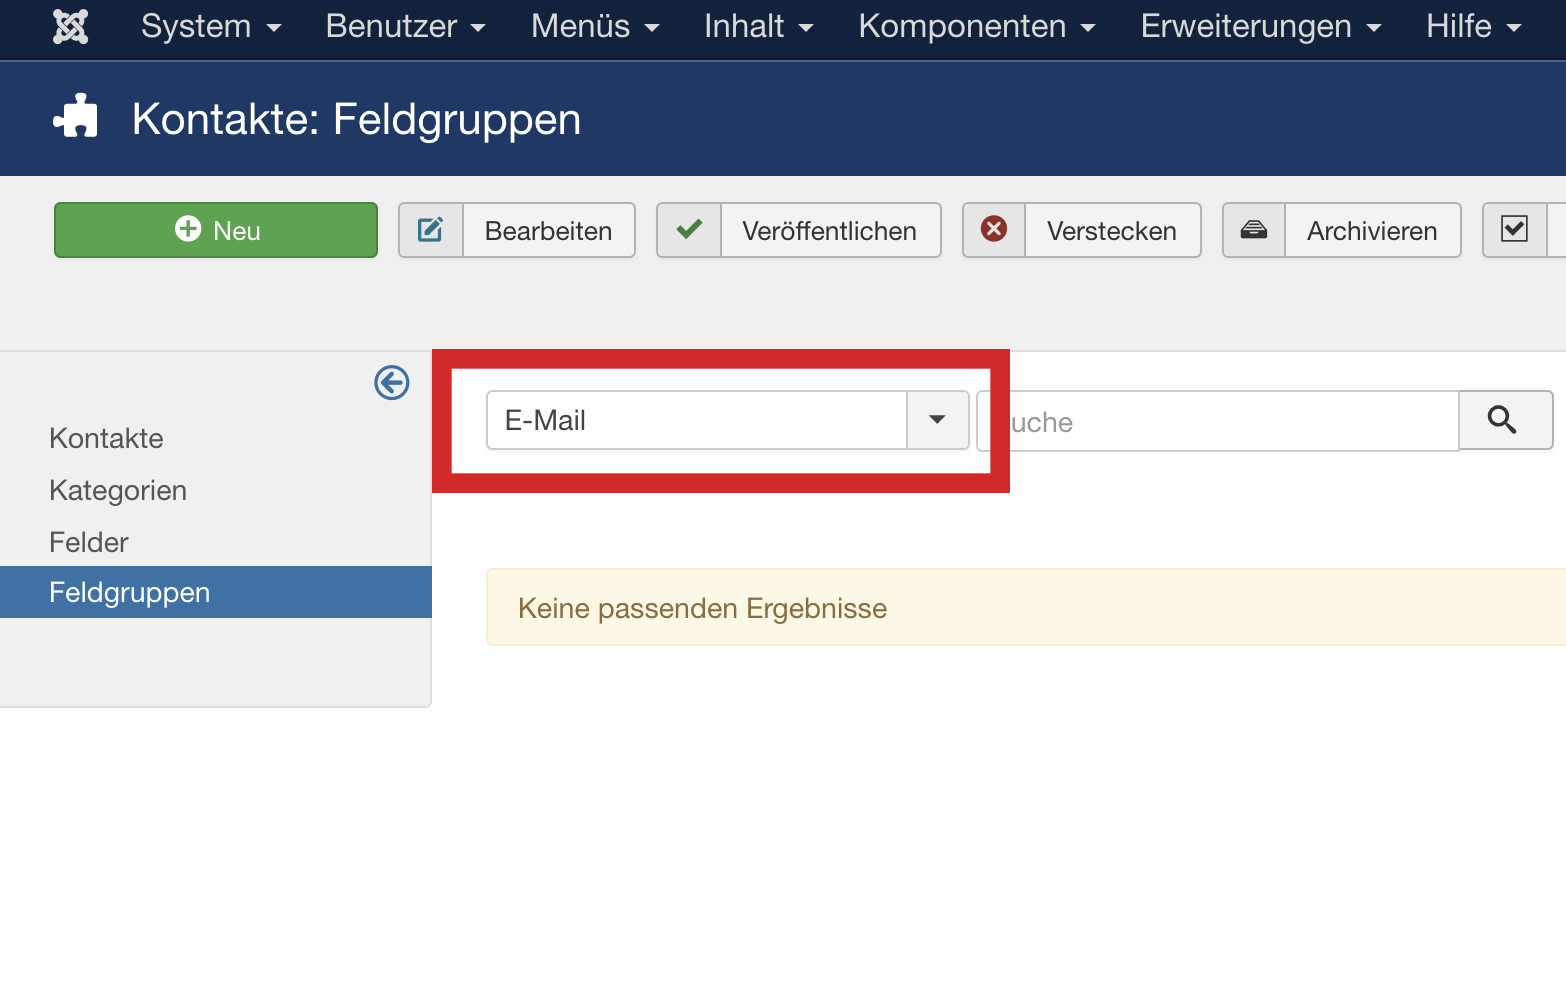 System Benutzer Menüs Inhalt Komponenten Erweiterungen Hilfe
Kontakte: Feldgruppen
Neu Bearbeiten Veröffentlichen Verstecken Archivieren
E-Mail uche
Kontakte
Kategorien
Felder
Feldgruppen
Keine passenden Ergebnisse